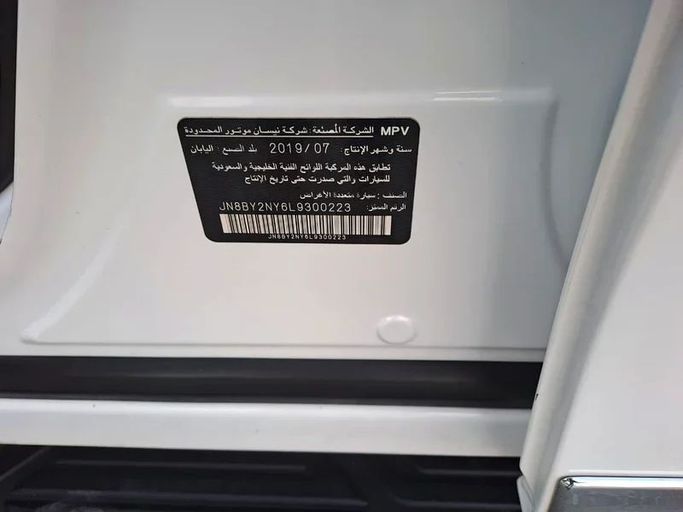 MPV الشركة المصنعة : شركة نيسان موتور المحدودة
سنة وشهر الإنتاج: 2019/07 بلد الصنع : اليابان
تطابق هذه المركبة اللوائح الفنية الخليجية والسعودية
للسيارات والتي صدرت حتى تاريخ الإنتاج
الصنف : سيارة متعددة الأغراض
الرقم المميز: JN8BY2NY6L9300223
JN8BY2NY6L9300223